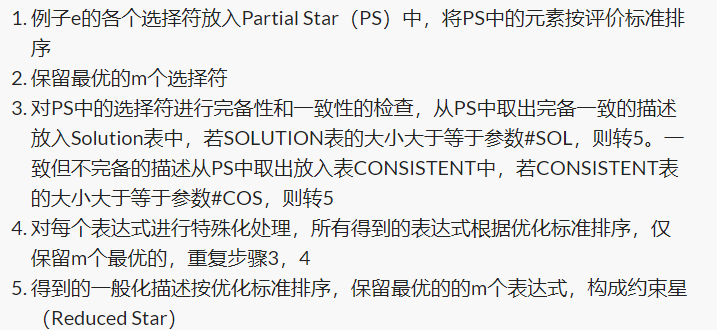 1. 例子e的各个选择符放入Partial Star（PS）中，将PS中的元素按评价标准排
序
2. 保留最优的m个选择符
3. 对PS中的选择符进行完备性和一致性的检查，从PS中取出完备一致的描述
放入Solution表中，若SOLUTION表的大小大于等于参数#SOL，则转5。一
致但不完备的描述从PS中取出放入表CONSISTENT中，若CONSISTENT表
的大小大于等于参数#COS，则转5
4. 对每个表达式进行特殊化处理，所有得到的表达式根据优化标准排序，仅
保留m个最优的，重复步骤3，4
5. 得到的一般化描述按优化标准排序，保留最优的的m个表达式，构成约束星
（Reduced Star）